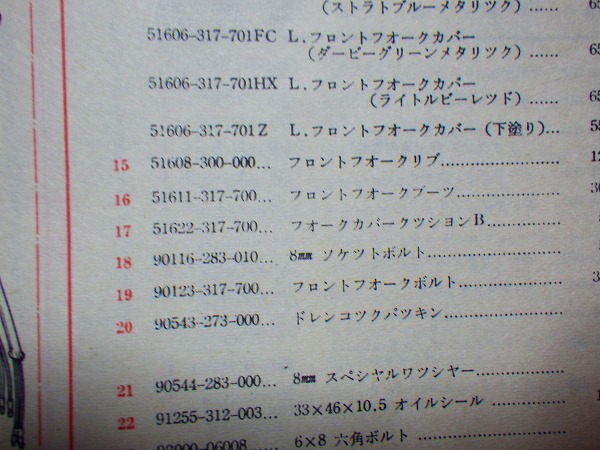 （ストラトブルーメタリツク）......
51606-317-701FC L．フロントフオークカバー
（ダービーグリーンメタリツク）...... 65
51606-317-701HX L．フロントフオークカバー
（ライトルビーレツド）...... 65
51606-317-701Z L．フロントフオークカバー（下塗り）...
15 51608-300-000... フロントフオークリブ..................... 12
16 51611-317-700... フロントフオークブーツ..................
17 51622-317-700... フオークカバークツシヨンB...............
18 90116-283-010... 8mm ソケツトボルト.....................
19 90123-317-700... フロントフオークボルト.................. 3
20 90543-273-000... ドレンコツクパツキン.....................
21 90544-283-000... 8mm スペシヤルワツシヤー..................
22 91255-312-003... 33×46×10.5 オイルシール ..................
6×8 六角ボルト .....................